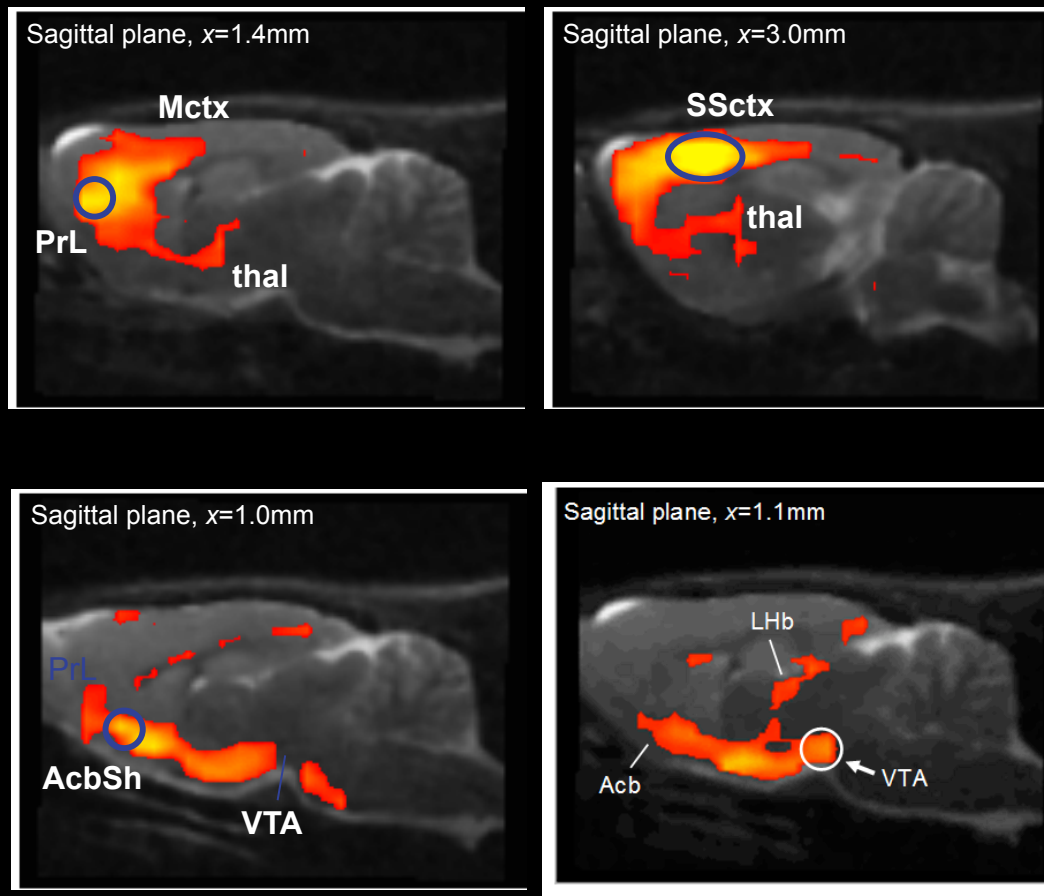 Sagittal plane, x=1.4mm
Mctx
PrL
thal
Sagittal plane, x=3.0mm
SSctx
thal
Sagittal plane, x=1.0mm
PrL
AcbSh
VTA
Sagittal plane, x=1.1mm
LHb
Acb
VTA